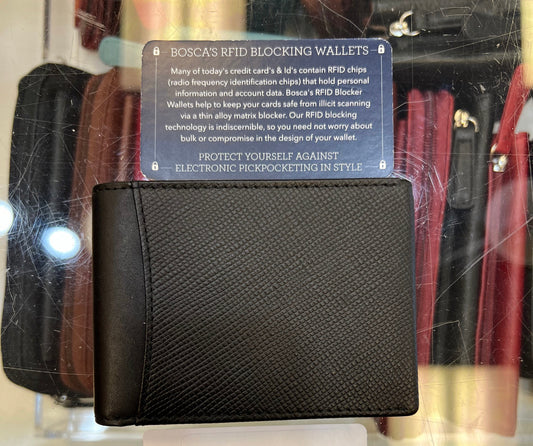 BOSCA'S RFID BLOCKING WALLETS
Many of today's credit card's & Id's contain RFID chips
(radio frequency identification chips) that hold personal
information and account data. Bosca's RFID Blocker
Wallets help to keep your cards safe from illicit scanning
via a thin alloy matrix blocker. Our RFID blocking
technology is indiscernible, so you need not worry about
bulk or compromise in the design of your wallet.
PROTECT YOURSELF AGAINST
ELECTRONIC PICKPOCKETING IN STYLE